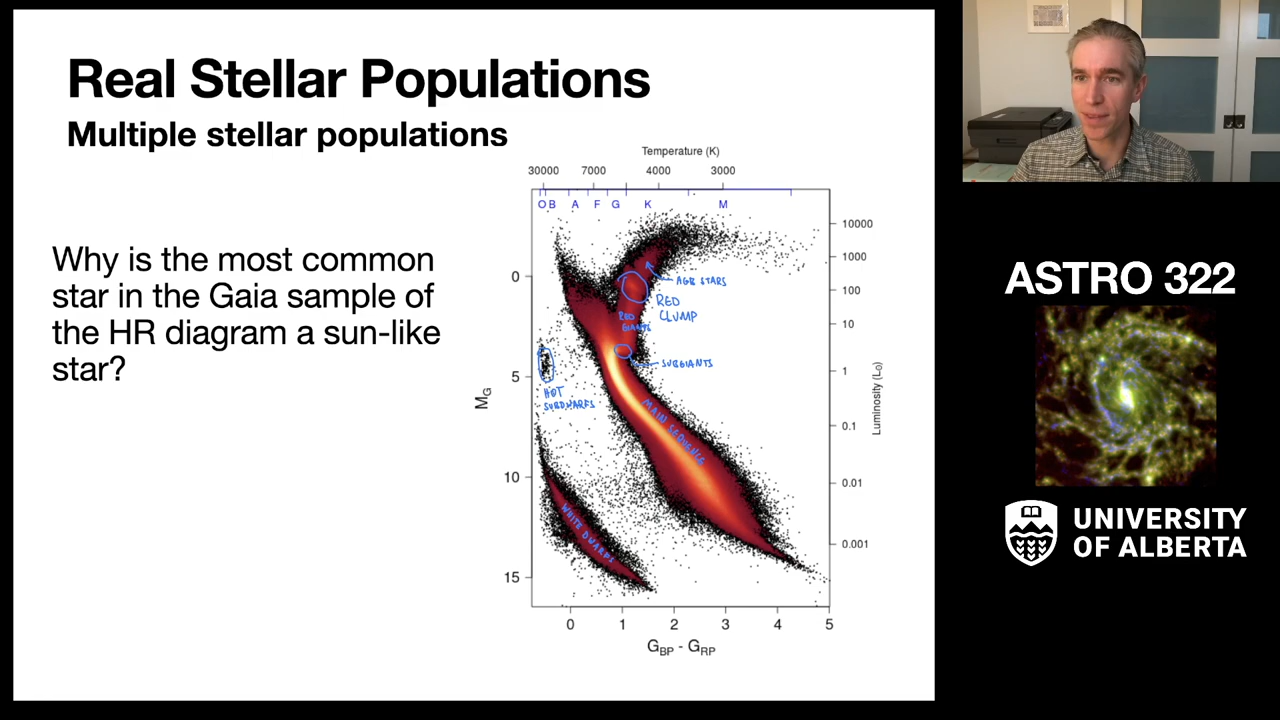 Real Stellar Populations
Multiple stellar populations
Why is the most common
star in the Gaia sample of
the HR diagram a sun-like
star?
Temperature (K)
30000 7000 4000 3000
O B A F G K M
10000
1000
100
10
1
0.1
0.01
0.001
Luminosity (L⊙)
0
5
10
15
M_G
AGB STARS
RED
CLUMP
RED
GIANTS
SUBGIANTS
HOT
SUBDWARFS
MAIN SEQUENCE
WHITE DWARFS
0 1 2 3 4 5
G_BP - G_RP
ASTRO 322
UNIVERSITY
OF ALBERTA